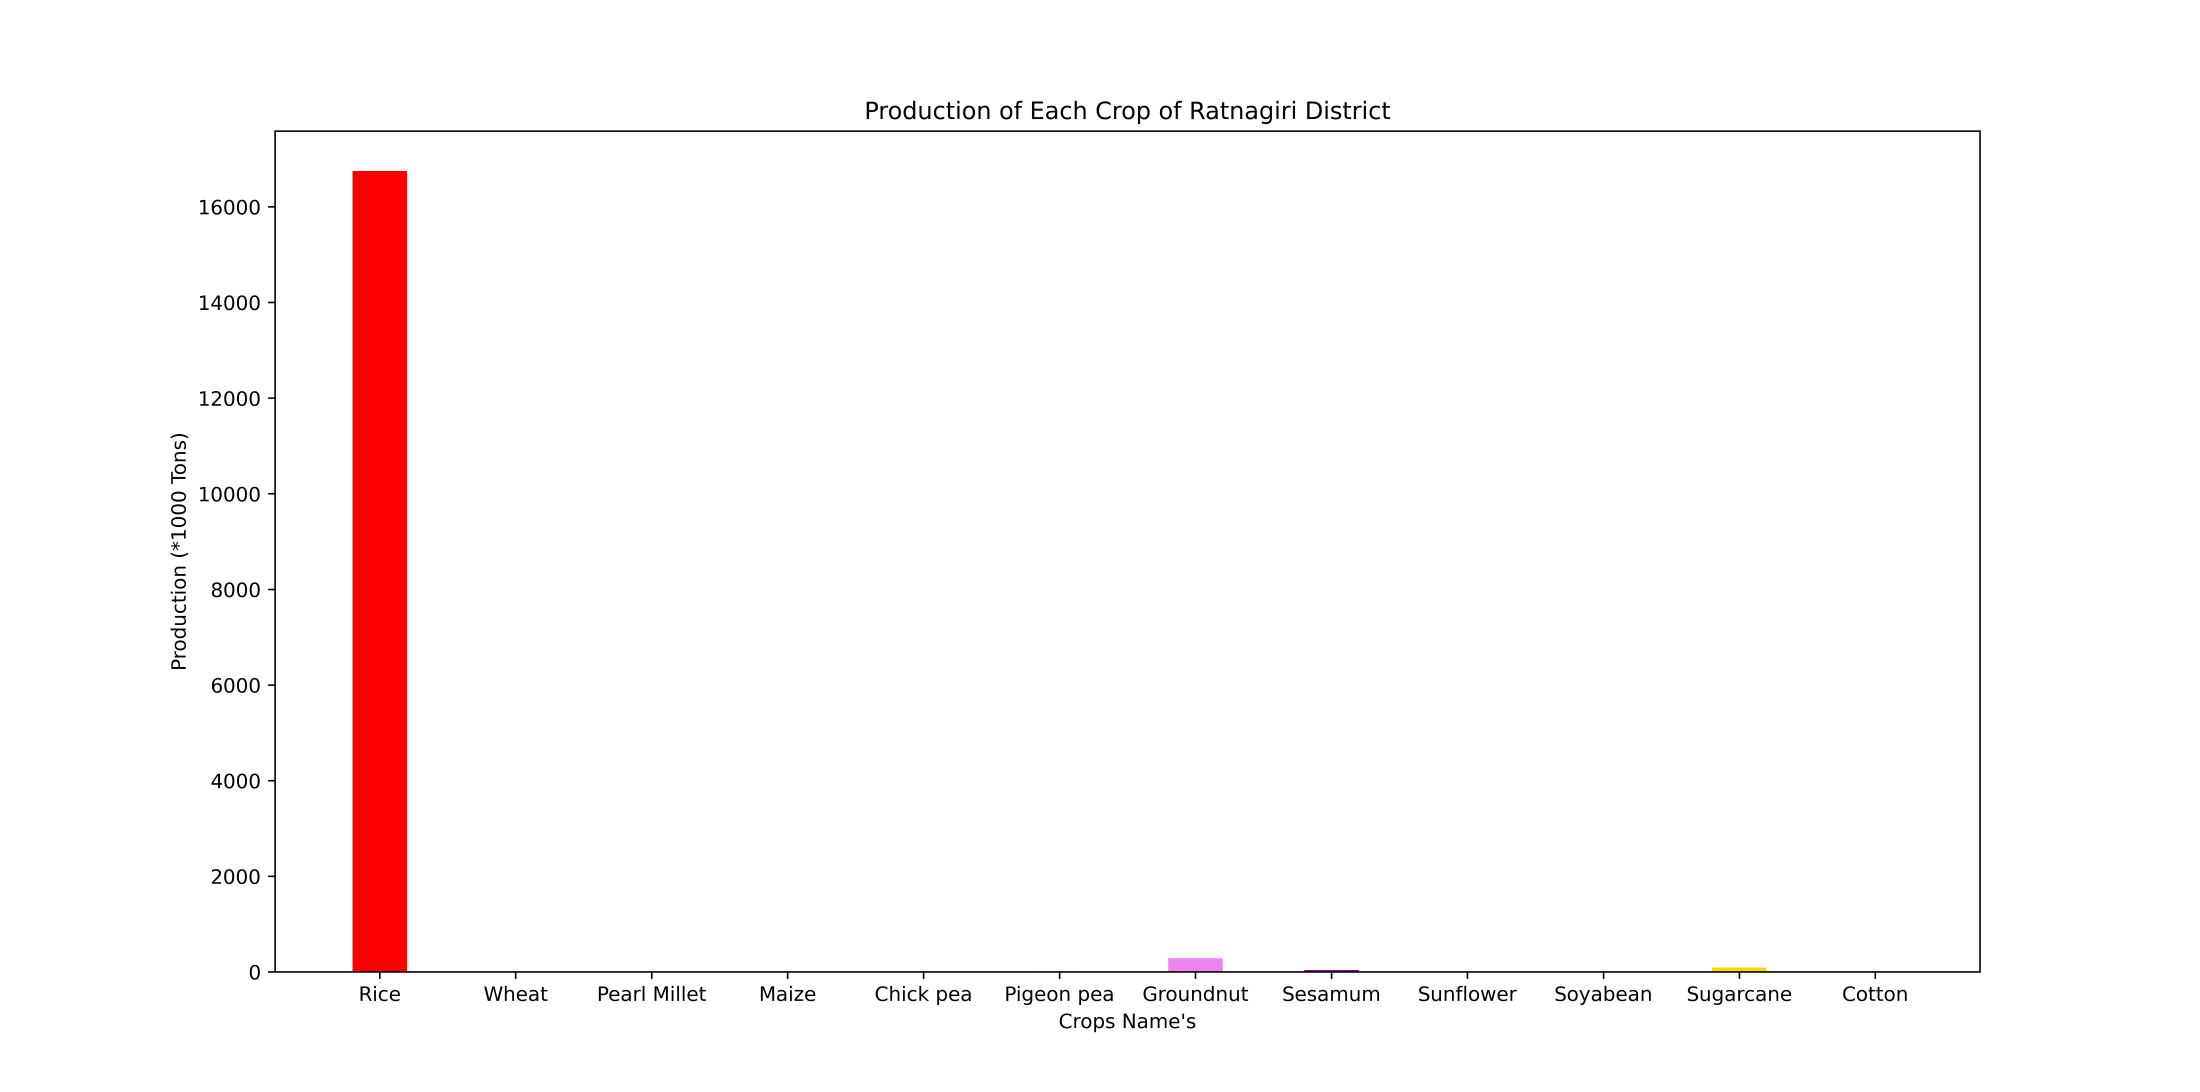 Production of Each Crop of Ratnagiri District
Production (*1000 Tons)
16000
14000
12000
10000
8000
6000
4000
2000
0
Rice Wheat Pearl Millet Maize Chick pea Pigeon pea Groundnut Sesamum Sunflower Soyabean Sugarcane Cotton
Crops Name's